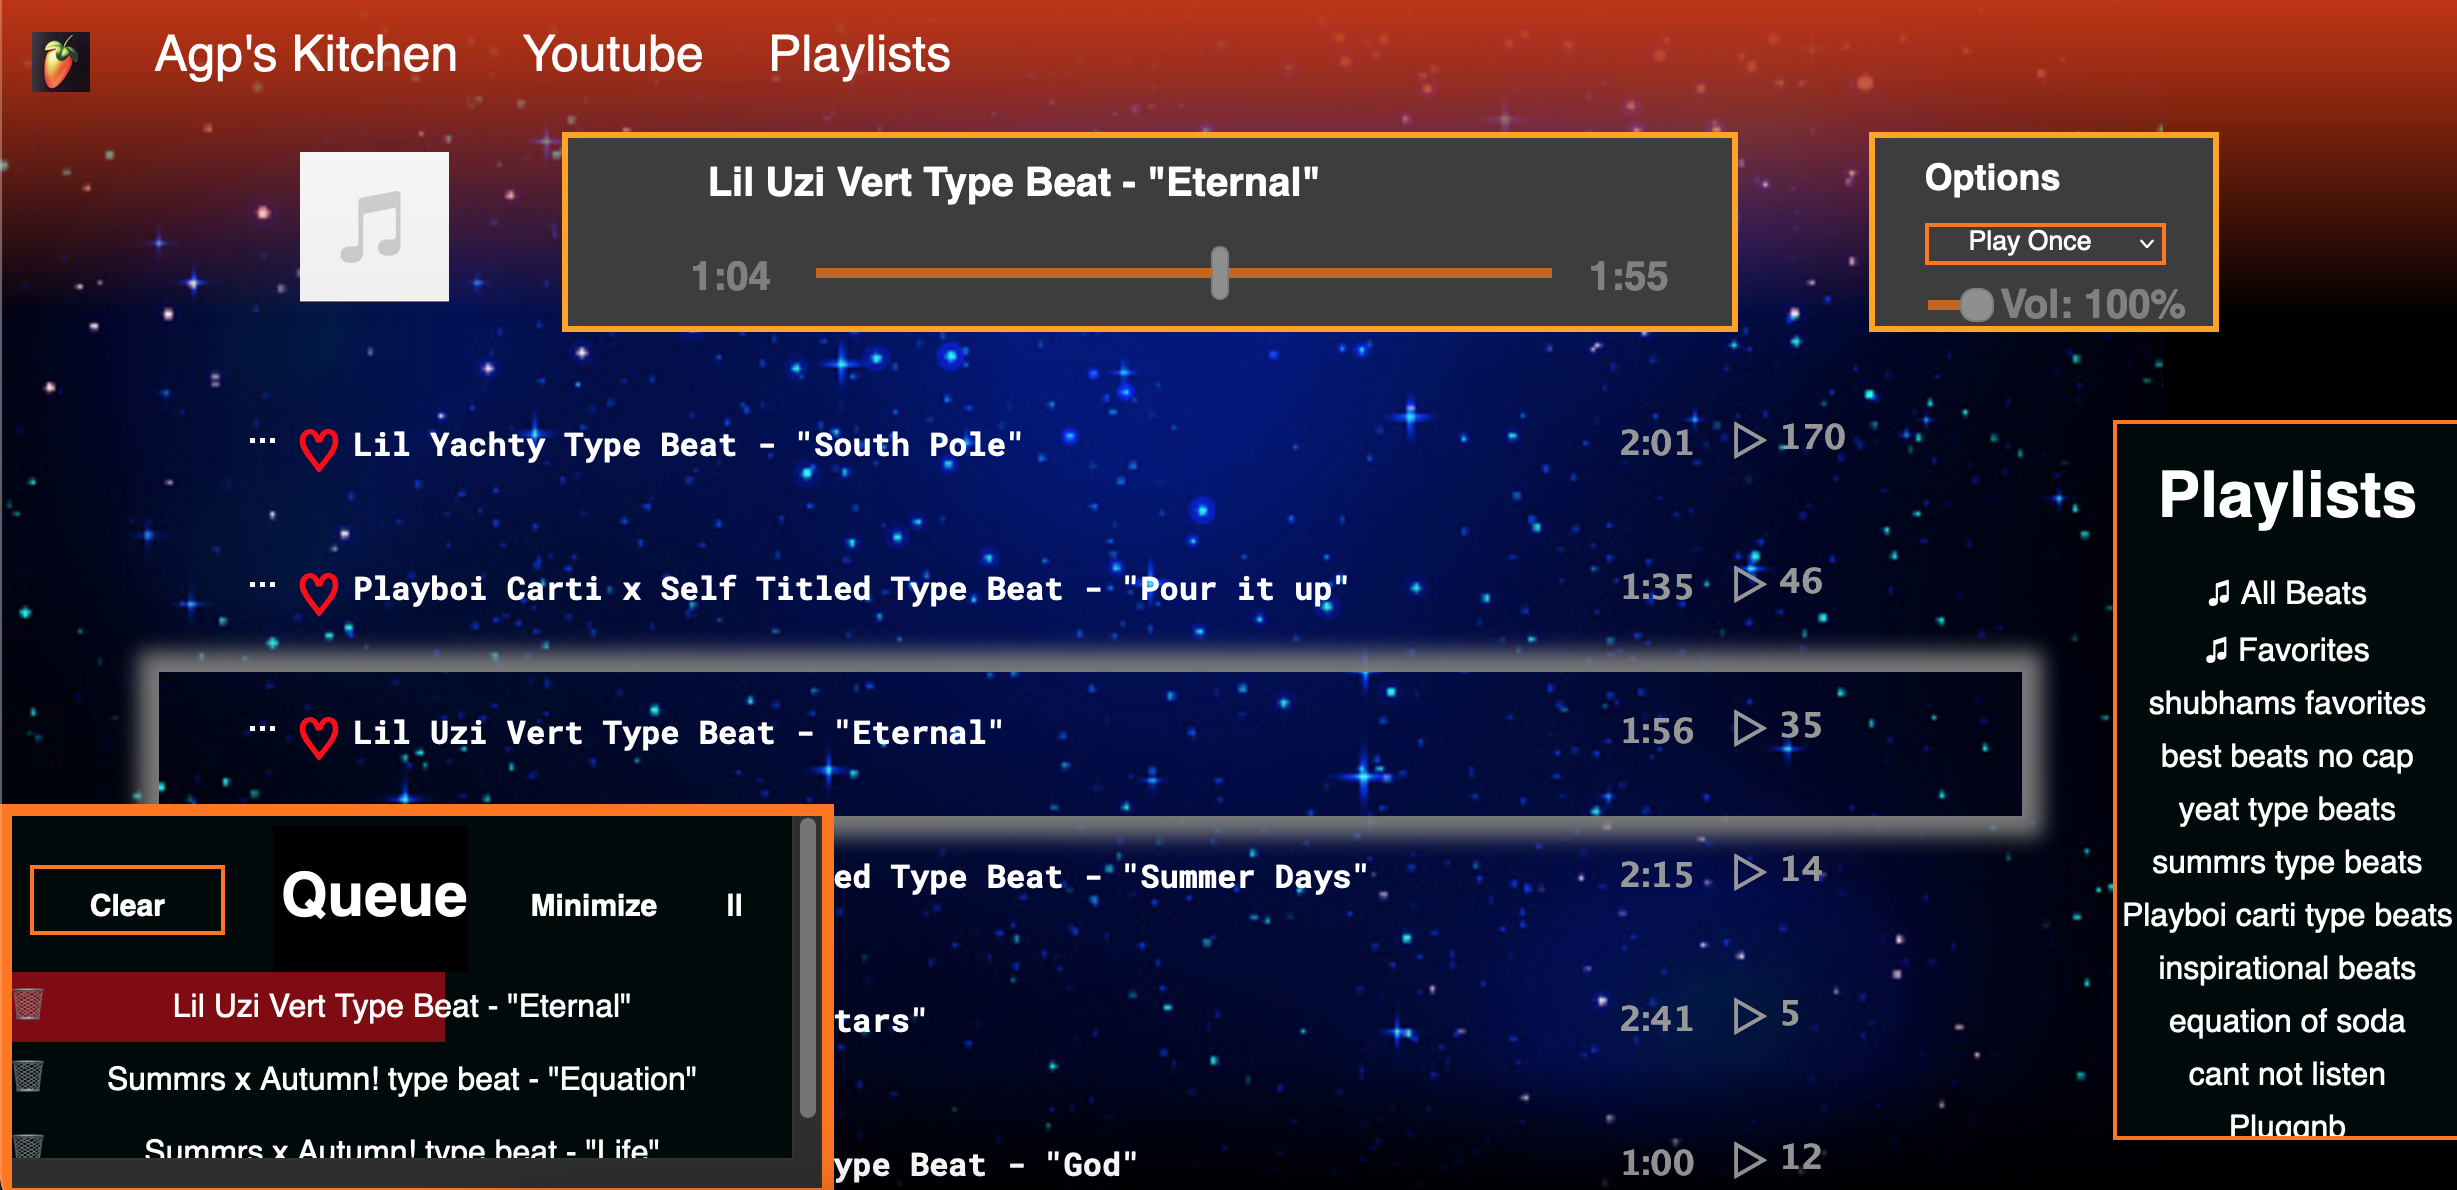 Agp's Kitchen Youtube Playlists
Lil Uzi Vert Type Beat - "Eternal"
1:04 1:55
Options
Play Once
Vol: 100%
... Lil Yachty Type Beat - "South Pole" 2:01 170
... Playboi Carti x Self Titled Type Beat - "Pour it up" 1:35 46
... Lil Uzi Vert Type Beat - "Eternal" 1:56 35
ed Type Beat - "Summer Days" 2:15 14
tars" 2:41 5
ype Beat - "God" 1:00 12
Clear Queue Minimize II
Lil Uzi Vert Type Beat - "Eternal"
Summrs x Autumn! type beat - "Equation"
Summrs x Autumn! type beat - "Life"
Playlists
♫ All Beats
♫ Favorites
shubhams favorites
best beats no cap
yeat type beats
summrs type beats
Playboi carti type beats
inspirational beats
equation of soda
cant not listen
Pluggnb